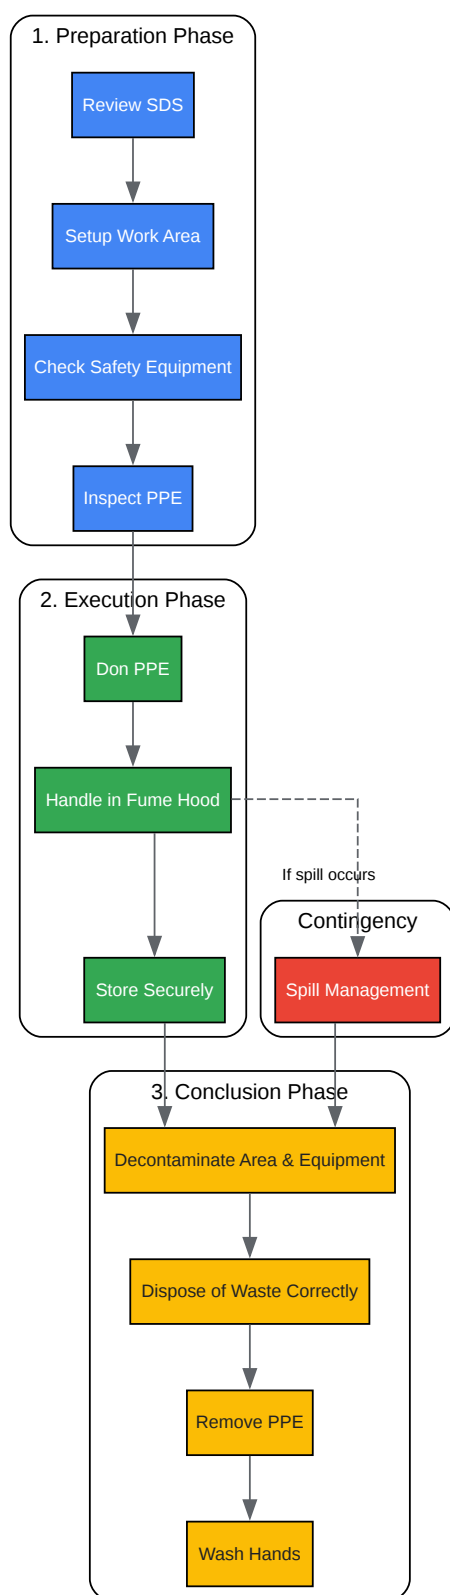 1. Preparation Phase
Review SDS
Setup Work Area
Check Safety Equipment
Inspect PPE
2. Execution Phase
Don PPE
Handle in Fume Hood
If spill occurs
Contingency
Store Securely
Spill Management
3. Conclusion Phase
Decontaminate Area & Equipment
Dispose of Waste Correctly
Remove PPE
Wash Hands